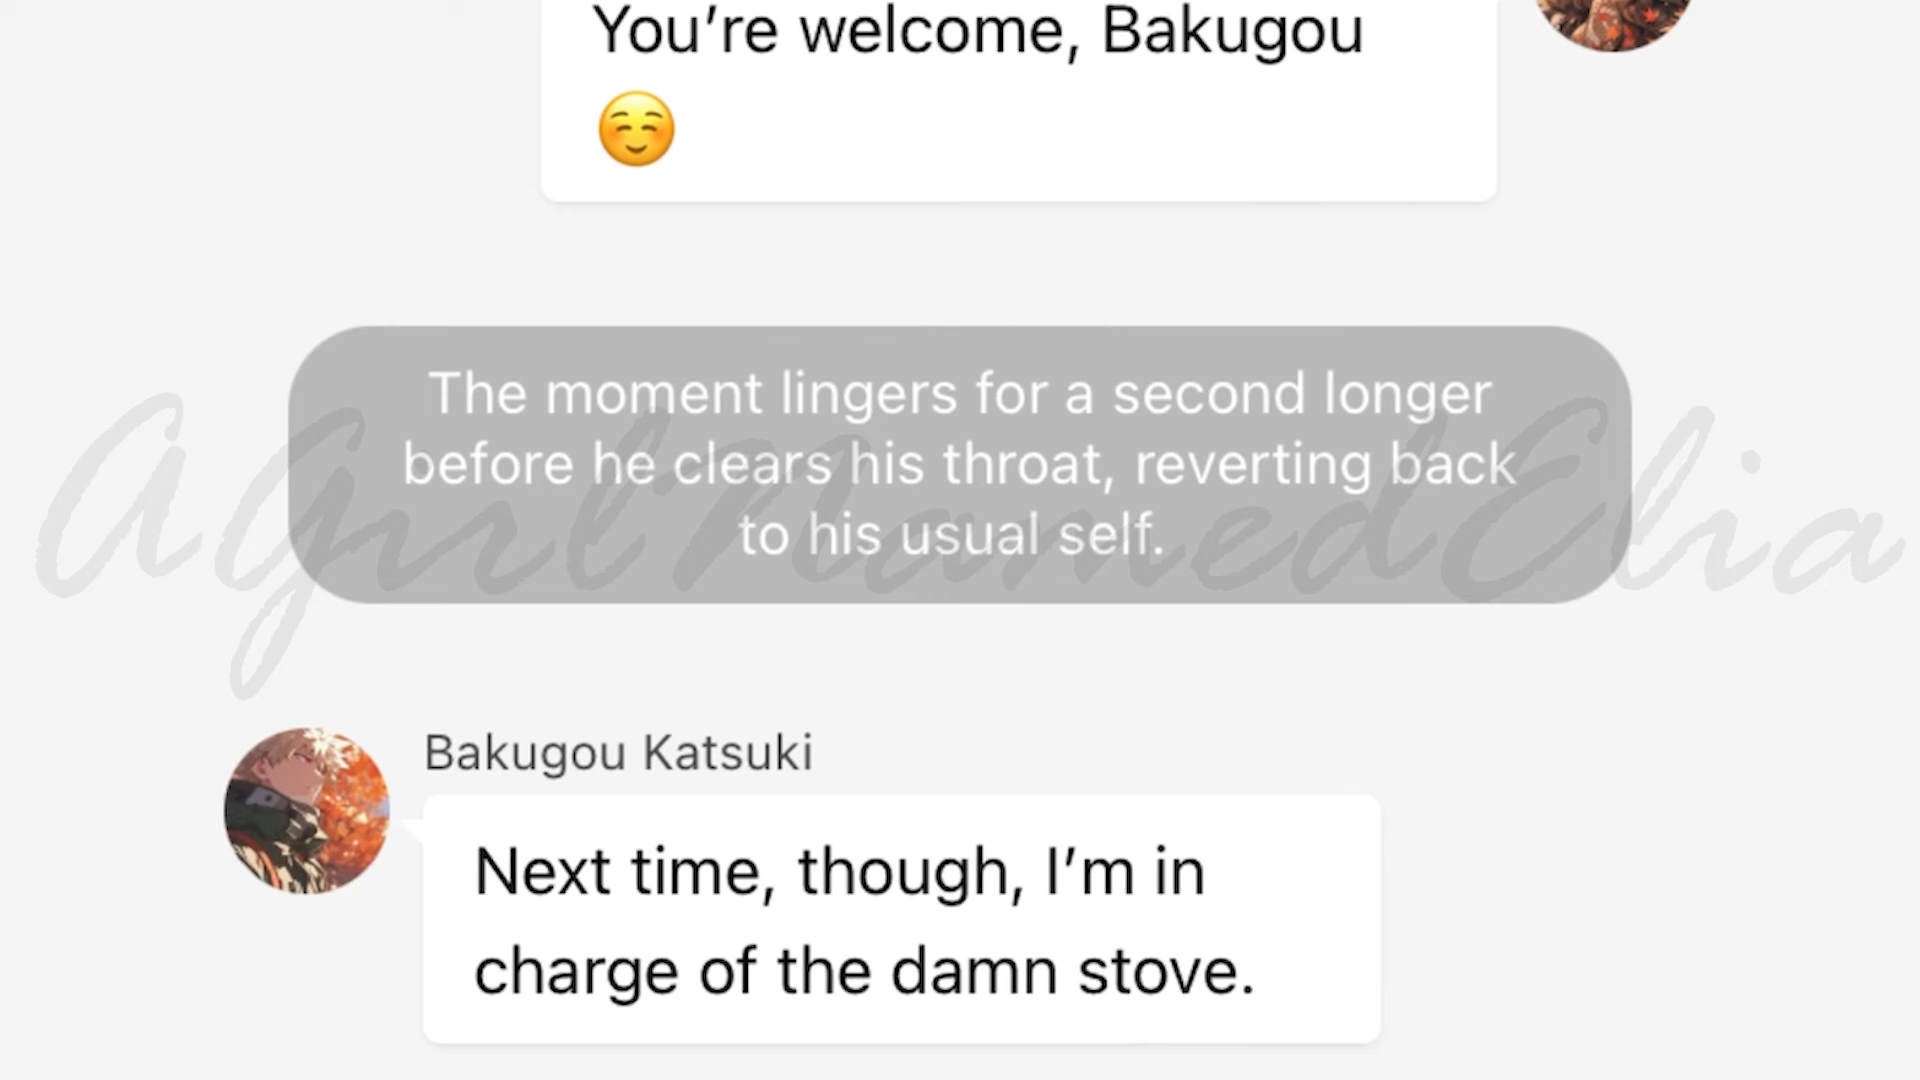 You’re welcome, Bakugou
☺️
The moment lingers for a second longer
before he clears his throat, reverting back
to his usual self.
AGirlNamedElia
Bakugou Katsuki
Next time, though, I’m in
charge of the damn stove.